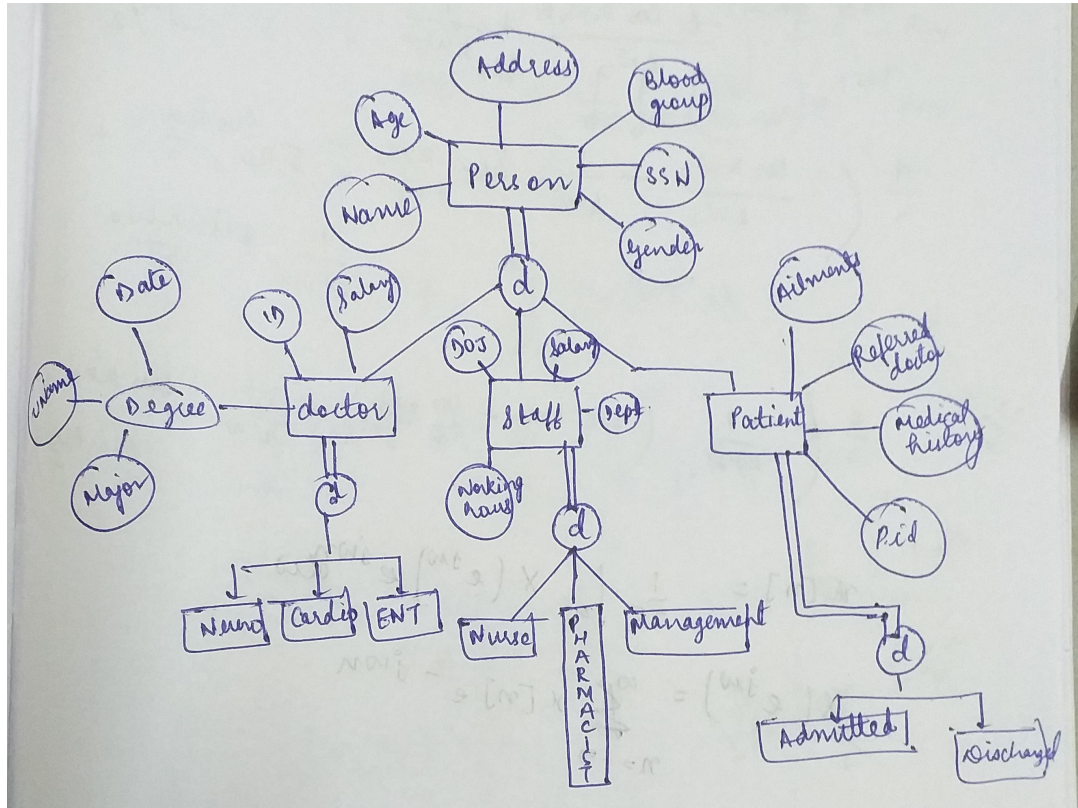 Address
Blood
group
Age
Person
SSN
Name
Gender
d
Ailments
Date
ID
Salary
DOJ
Salary
Referred
doctor
Uname
Degree
doctor
Staff
Dept.
Patient
Medical
history
Major
d
Working
hours
d
P.id
Neuro
Cardio
ENT
Nurse
PHARMACIST
Management
d
Admitted